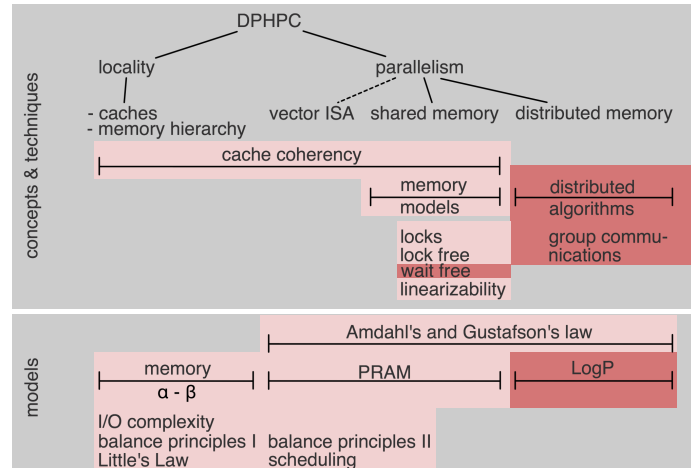 DPHPC
locality
parallelism
- caches
- memory hierarchy
vector ISA
shared memory
distributed memory
cache coherency
memory
models
distributed
algorithms
locks
lock free
wait free
linearizability
group commu-
nications
concepts & techniques
Amdahl's and Gustafson's law
memory
α - β
PRAM
LogP
I/O complexity
balance principles I
Little's Law
balance principles II
scheduling
models